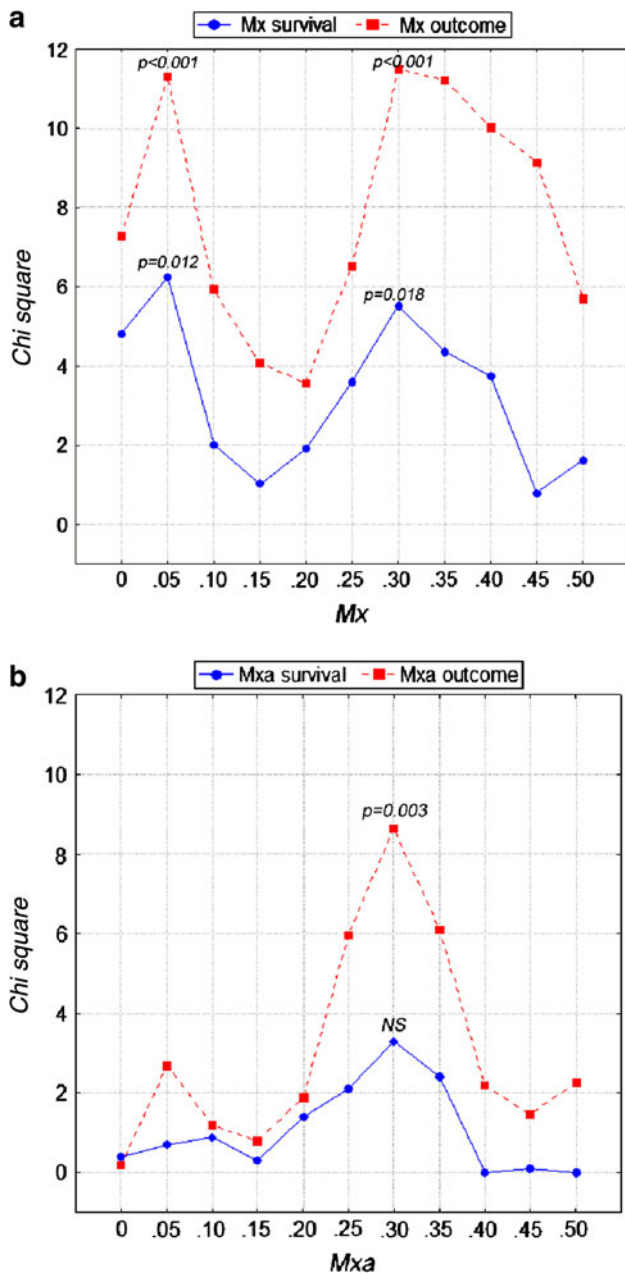 a
Mx survival Mx outcome
12
10
8
6
4
2
0
p<0.001
p<0.001
p=0.012
p=0.018
Chi square
0 .05 .10 .15 .20 .25 .30 .35 .40 .45 .50
Mx
b
Mxa survival Mxa outcome
12
10
8
6
4
2
0
p=0.003
NS
Chi square
0 .05 .10 .15 .20 .25 .30 .35 .40 .45 .50
Mxa